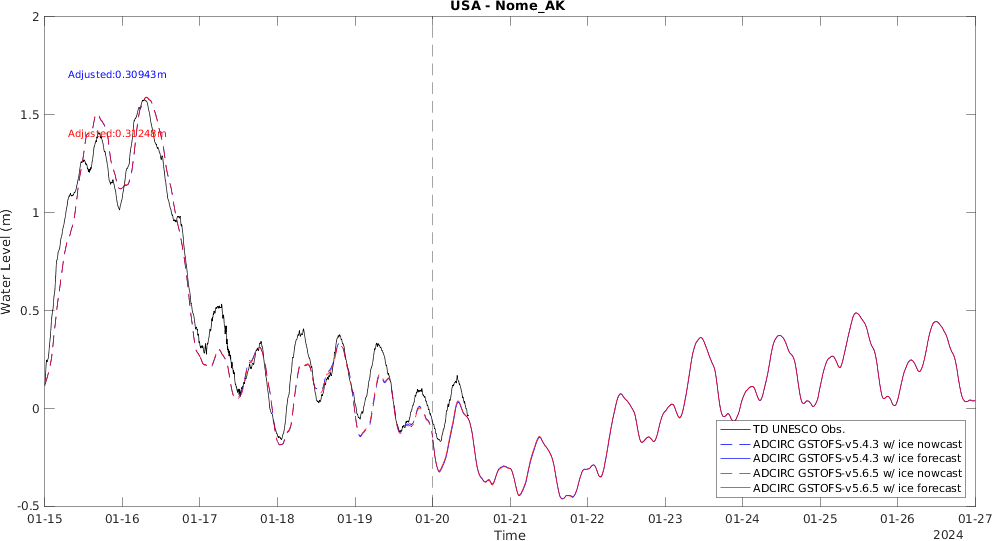 USA - Nome_AK
2
1.5
1
0.5
0
-0.5
Water Level (m)
Adjusted:0.30943m
Adjusted:0.31248m
TD UNESCO Obs.
ADCIRC GSTOFS-v5.4.3 w/ ice nowcast
ADCIRC GSTOFS-v5.4.3 w/ ice forecast
ADCIRC GSTOFS-v5.6.5 w/ ice nowcast
ADCIRC GSTOFS-v5.6.5 w/ ice forecast
01-15 01-16 01-17 01-18 01-19 01-20 01-21 01-22 01-23 01-24 01-25 01-26 01-27
Time
2024